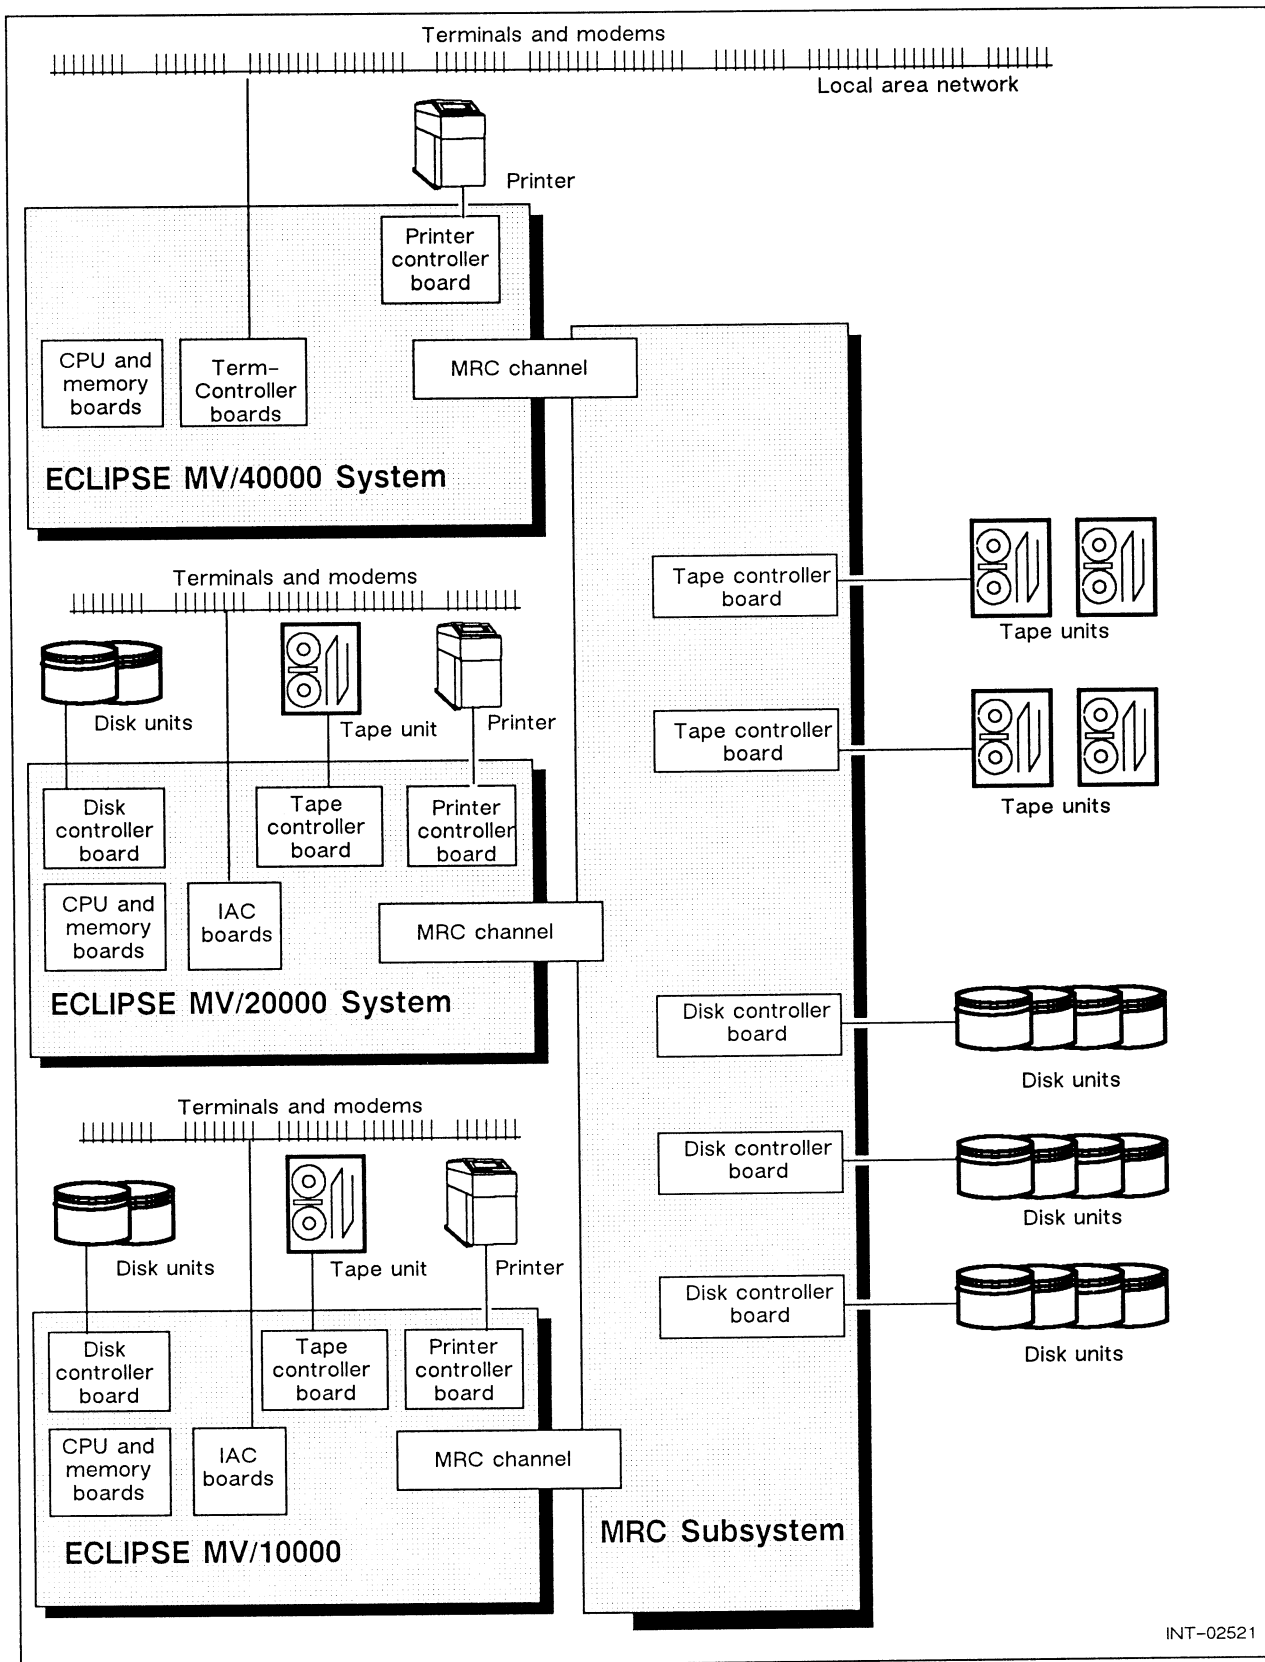 Terminals and modems
Local area network
Printer
Printer
controller
board
CPU and
memory
boards
Term-
Controller
boards
MRC channel
ECLIPSE MV/40000 System
Terminals and modems
Disk units
Tape unit
Printer
Disk
controller
board
Tape
controller
board
Printer
controller
board
CPU and
memory
boards
IAC
boards
MRC channel
ECLIPSE MV/20000 System
Terminals and modems
Disk units
Tape unit
Printer
Disk
controller
board
Tape
controller
board
Printer
controller
board
CPU and
memory
boards
IAC
boards
MRC channel
ECLIPSE MV/10000
Tape controller
board
Tape units
Tape controller
board
Tape units
Disk controller
board
Disk units
Disk controller
board
Disk units
Disk controller
board
Disk units
MRC Subsystem
INT-02521